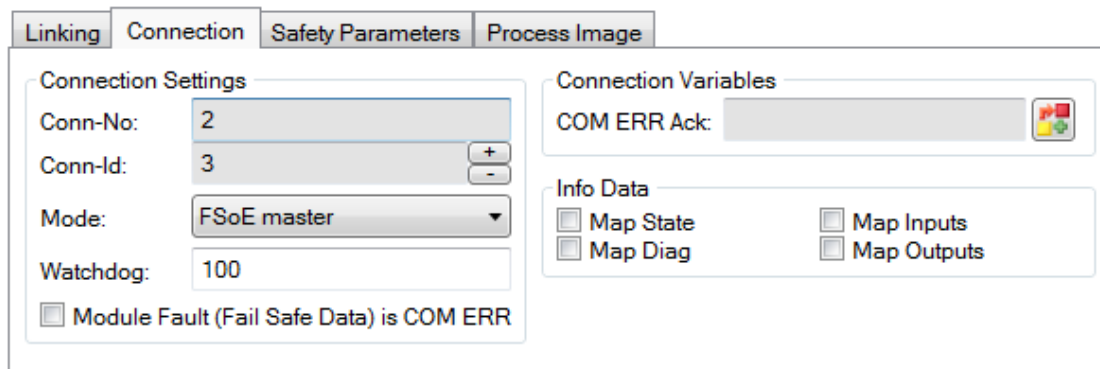 Linking Connection Safety Parameters Process Image
Connection Settings
Conn-No: 2
Conn-Id: 3
+
-
Mode: FSoE master
Watchdog: 100
Module Fault (Fail Safe Data) is COM ERR
Connection Variables
COM ERR Ack:
Info Data
Map State Map Inputs
Map Diag Map Outputs